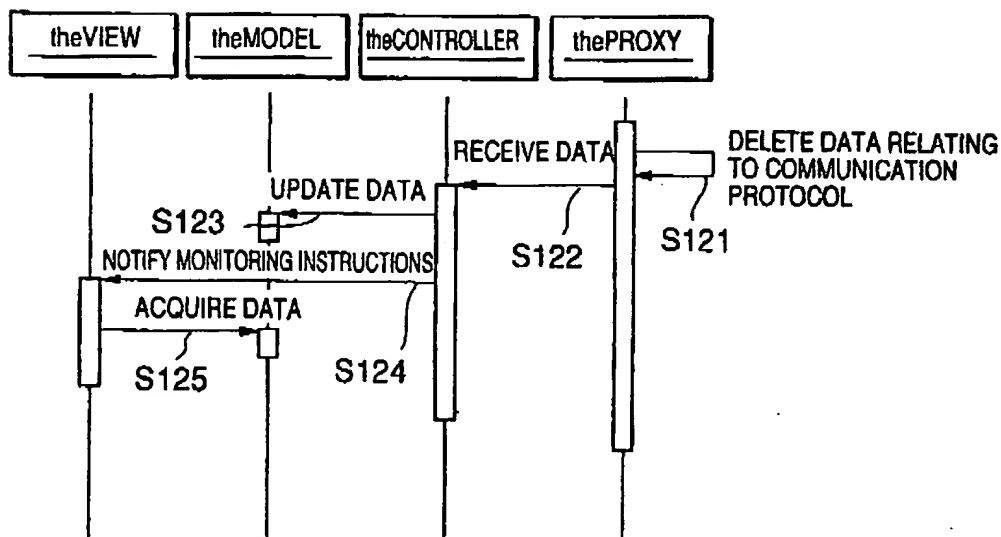 theVIEW
theMODEL
theCONTROLLER
thePROXY
DELETE DATA RELATING
TO COMMUNICATION
PROTOCOL
RECEIVE DATA
S121
UPDATE DATA
S122
S123
NOTIFY MONITORING INSTRUCTIONS
ACQUIRE DATA
S124
S125